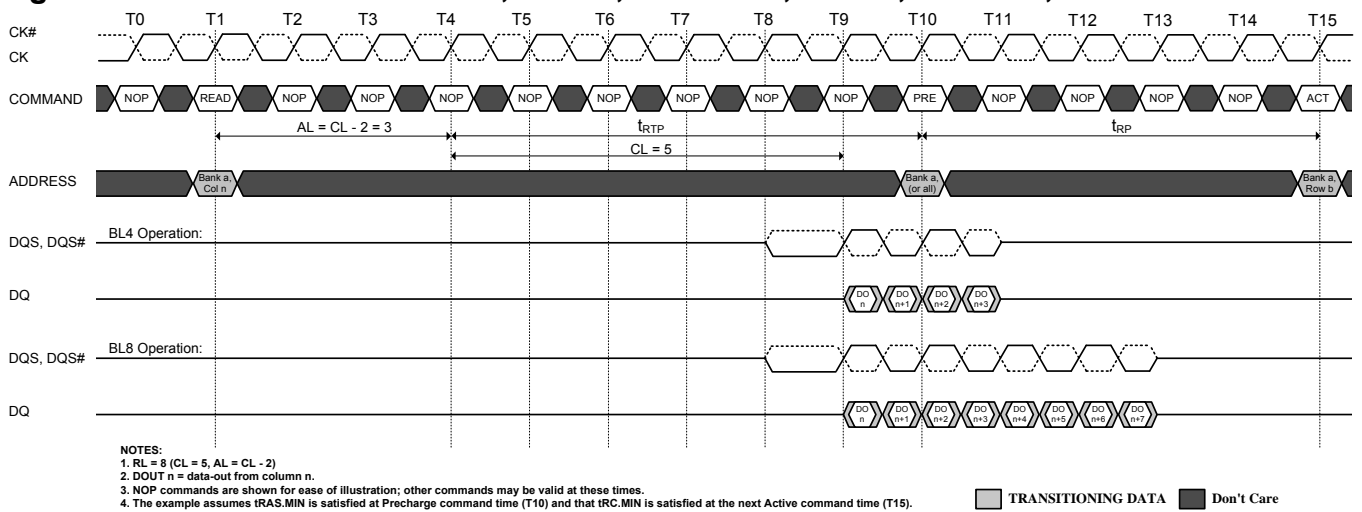 T0 T1 T2 T3 T4 T5 T6 T7 T8 T9 T10 T11 T12 T13 T14 T15
CK#
CK
COMMAND NOP READ NOP NOP NOP NOP NOP NOP NOP NOP PRE NOP NOP NOP NOP ACT
AL = CL - 2 = 3 tRTP tRP
CL = 5
ADDRESS Bank a, Col n Bank a, (or all) Bank a, Row b
BL4 Operation:
DQS, DQS#
DQ DO n DO n+1 DO n+2 DO n+3
BL8 Operation:
DQS, DQS#
DQ DO n DO n+1 DO n+2 DO n+3 DO n+4 DO n+5 DO n+6 DO n+7
NOTES:
1. RL = 8 (CL = 5, AL = CL - 2)
2. DOUT n = data-out from column n.
3. NOP commands are shown for ease of illustration; other commands may be valid at these times.
4. The example assumes tRAS.MIN is satisfied at Precharge command time (T10) and that tRC.MIN is satisfied at the next Active command time (T15).
TRANSITIONING DATA Don't Care